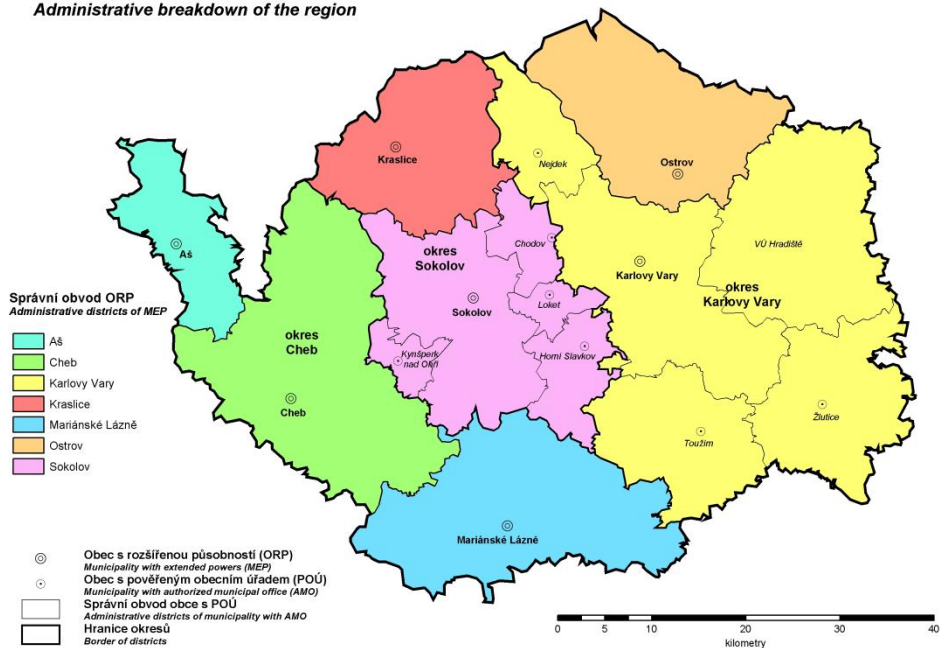 Administrative breakdown of the region
Kraslice
Nejdek
Ostrov
Aš
okres
Sokolov
Chodov
VÚ Hradiště
Karlovy Vary
okres
Karlovy Vary
Sokolov
Loket
okres
Cheb
Kynšperk
nad Ohří
Horní Slavkov
Cheb
Toužim
Žlutice
Mariánské Lázně
Správní obvod ORP
Administrative districts of MEP
Aš
Cheb
Karlovy Vary
Kraslice
Mariánské Lázně
Ostrov
Sokolov
Obec s rozšířenou působností (ORP)
Municipality with extended powers (MEP)
Obec s pověřeným obecním úřadem (POÚ)
Municipality with authorized municipal office (AMO)
Správní obvod obce s POÚ
Administrative districts of municipality with AMO
Hranice okresů
Border of districts
0 5 10 20 30 40
kilometry